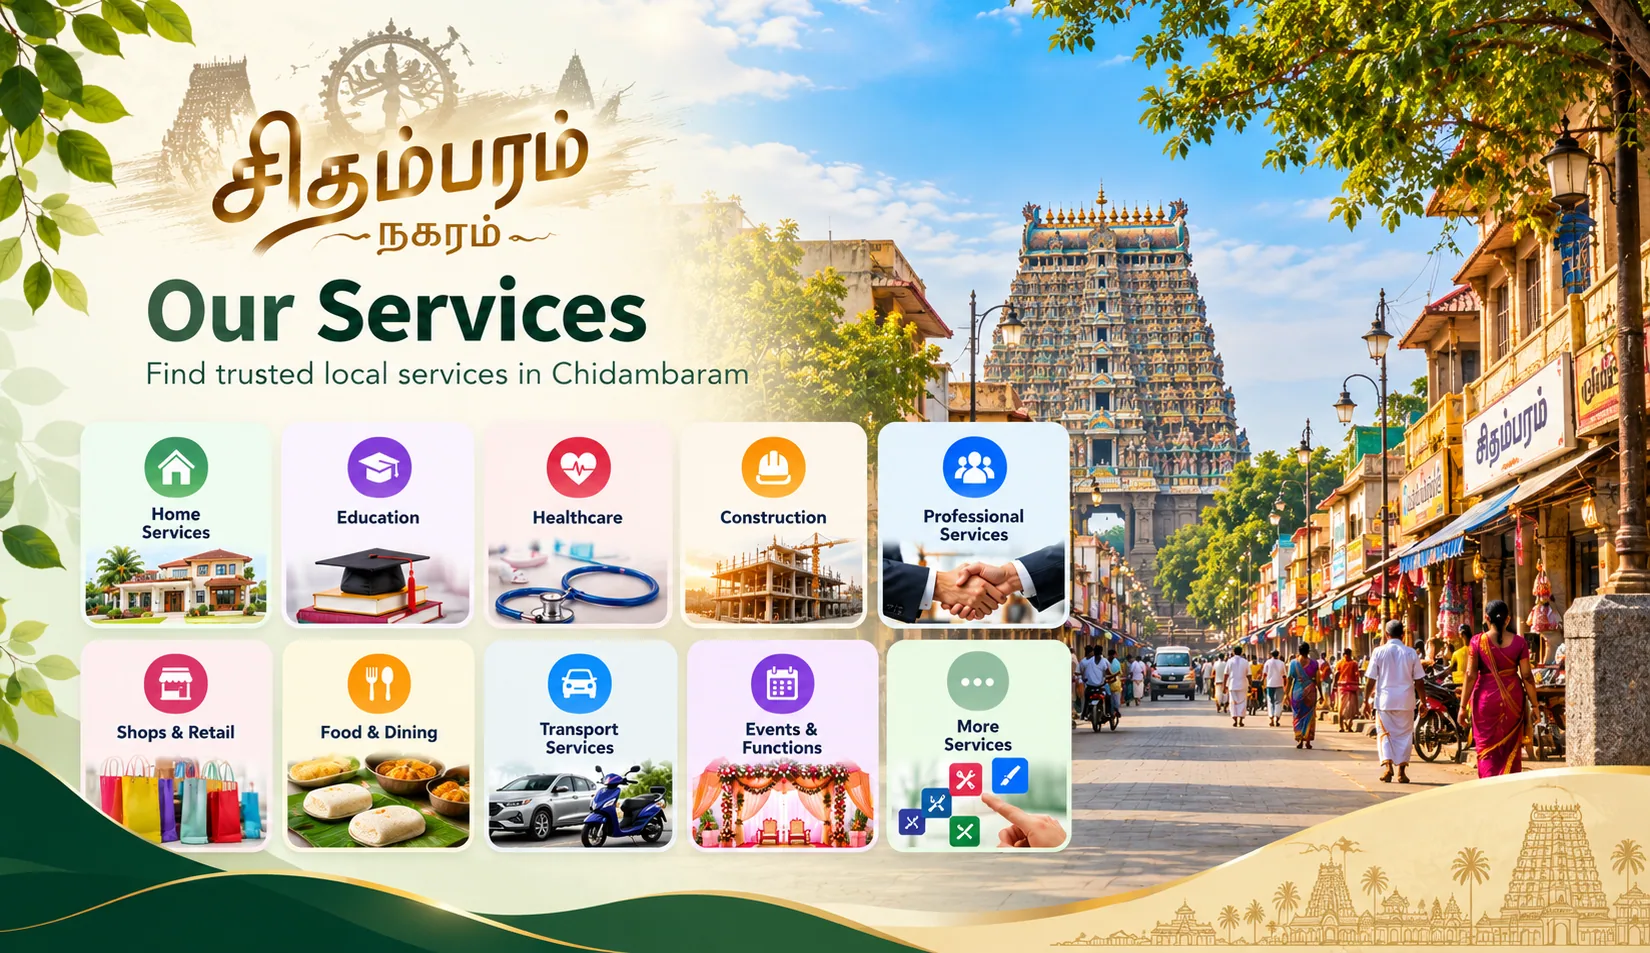 சிதம்பரம்
நகரம்
Our Services
Find trusted local services in Chidambaram
Home
Services
Education
Healthcare
Construction
Professional
Services
Shops & Retail
Food & Dining
Transport
Services
Events &
Functions
More
Services
சிதம்பரம்